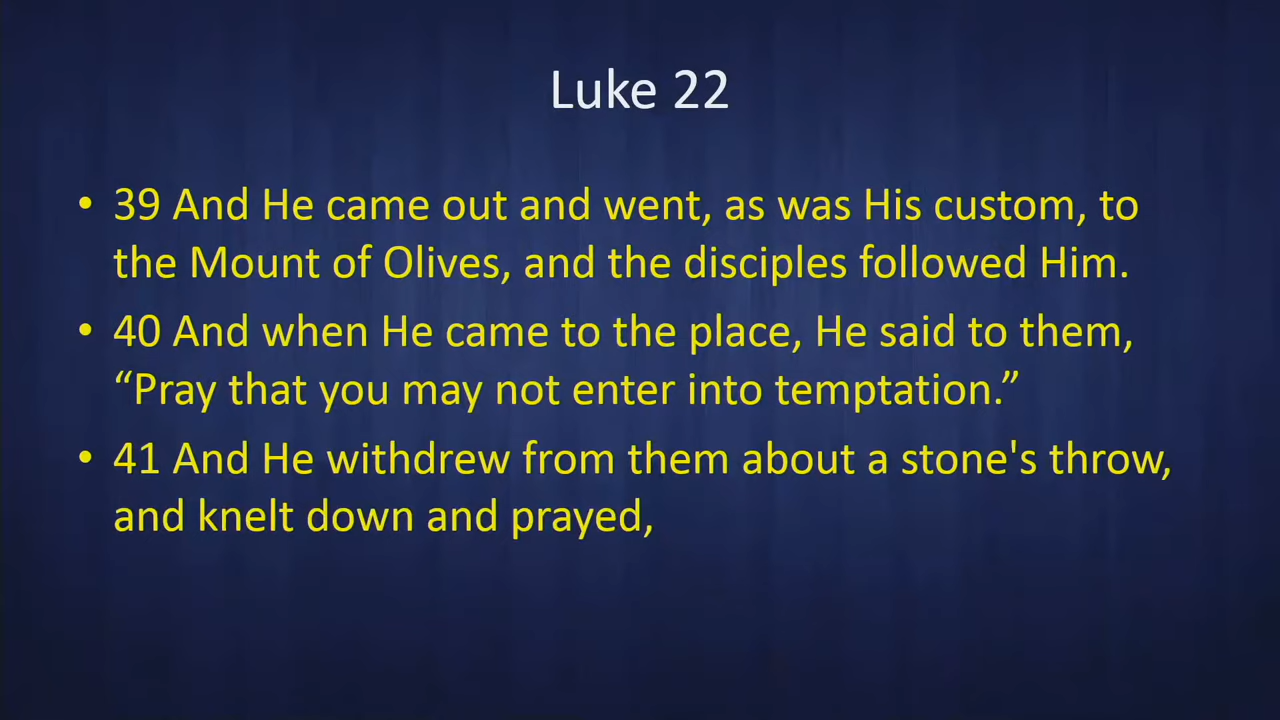 Luke 22
• 39 And He came out and went, as was His custom, to
the Mount of Olives, and the disciples followed Him.
• 40 And when He came to the place, He said to them,
“Pray that you may not enter into temptation.”
• 41 And He withdrew from them about a stone's throw,
and knelt down and prayed,